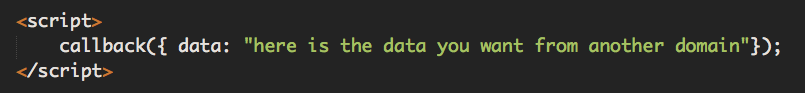 <script>
callback({ data: "here is the data you want from another domain"});
</script>